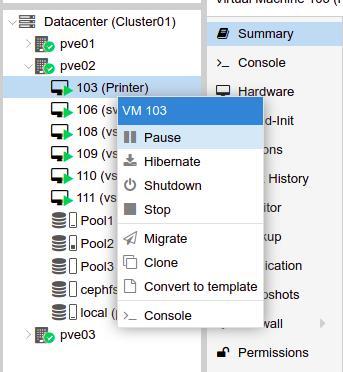 Virtual Machine 103 (
Datacenter (Cluster01)
pve01
pve02
103 (Printer)
106 (sv
108 (vs
109 (vs
110 (vs
111 (vs
Pool1
Pool2
Pool3
cephfs
local (p
pve03
VM 103
Pause
Hibernate
Shutdown
Stop
Migrate
Clone
Convert to template
Console
Summary
Console
Hardware
d-Init
ons
History
itor
kup
ication
shots
wall
Permissions